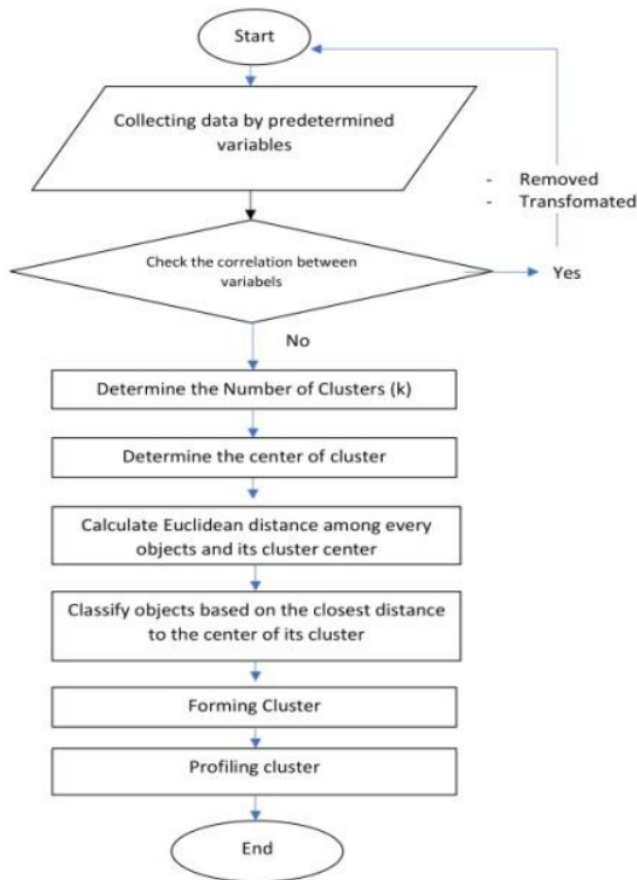 Start
Collecting data by predetermined
variables
- Removed
- Transfomated
Check the correlation between
variabels
Yes
No
Determine the Number of Clusters (k)
Determine the center of cluster
Calculate Euclidean distance among every
objects and its cluster center
Classify objects based on the closest distance
to the center of its cluster
Forming Cluster
Profiling cluster
End